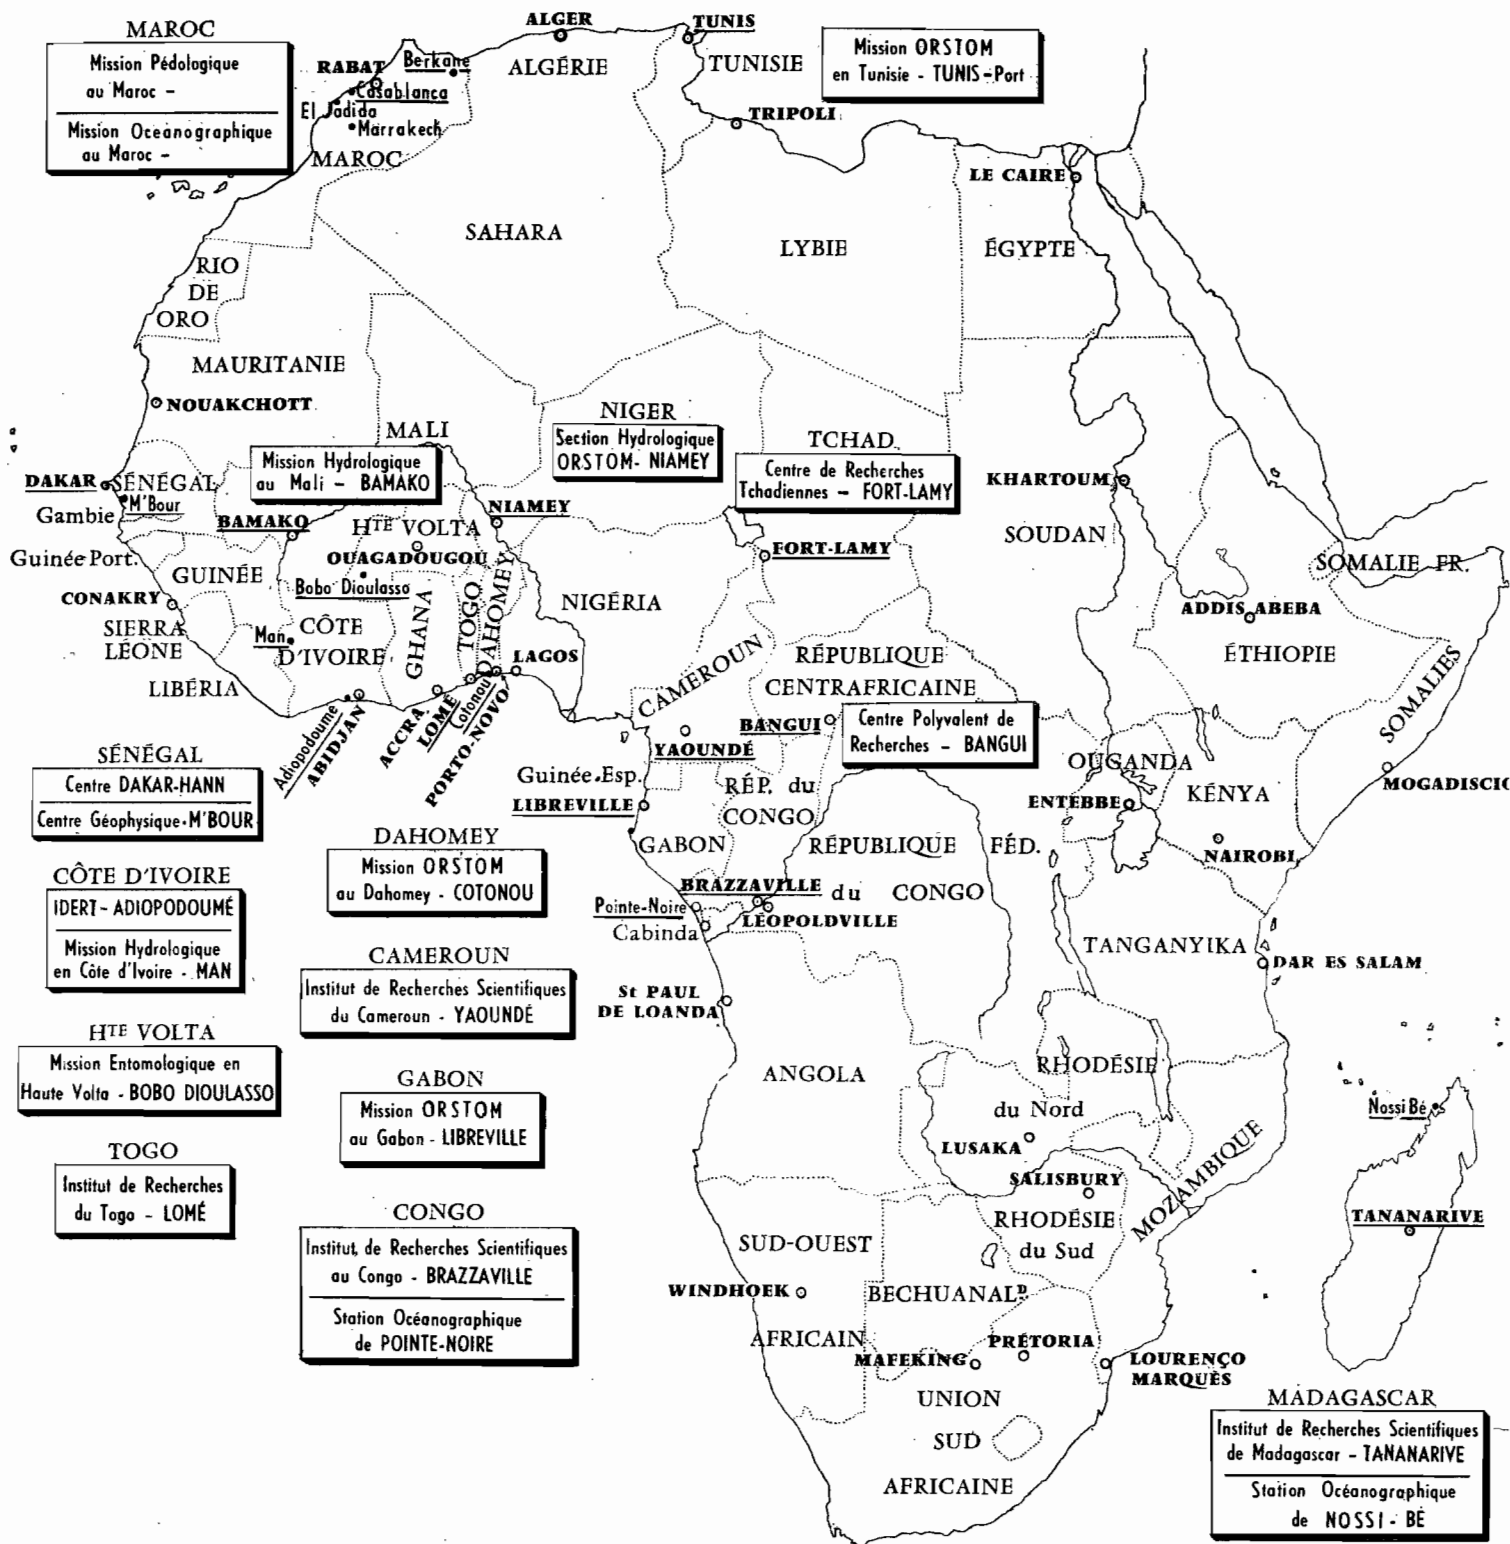 MAROC
Mission Pédologique
au Maroc –
Mission Oceanographique
au Maroc –
ALGER
TUNIS
Mission ORSTOM
en Tunisie - TUNIS-Port
RABAT
Berkane
ALGÉRIE
TUNISIE
Casablanca
El Jadida
Marrakech
MAROC
TRIPOLI
LE CAIRE
SAHARA
LYBIE
ÉGYPTE
RIO
DE
ORO
MAURITANIE
NOUAKCHOTT
MALI
NIGER
Section Hydrologique
ORSTOM- NIAMEY
TCHAD
Centre de Recherches
Tchadiennes – FORT-LAMY
Mission Hydrologique
au Mali – BAMAKO
DAKAR
SÉNÉGAL
M'Bour
Gambie
BAMAKO
NIAMEY
HTE VOLTA
OUAGADOUGOU
KHARTOUM
SOUDAN
FORT-LAMY
Guinée Port.
GUINÉE
Bobo Dioulasso
SOMALIE FR.
CONAKRY
SIERRA
LÉONE
NIGÉRIA
ADDIS ABEBA
ÉTHIOPIE
SOMALIES
Man
CÔTE
D'IVOIRE
GHANA
TOGO
DAHOMEY
LAGOS
LIBÉRIA
CAMEROUN
RÉPUBLIQUE
CENTRAFRICAINE
BANGUI
Centre Polyvalent de
Recherches – BANGUI
Adiopodoume
ABIDJAN
ACCRA
LOMÉ
Cotonou
PORTO-NOVO
YAOUNDÉ
OUGANDA
KÉNYA
MOGADISCIO
ENTEBBE
NAIROBI
SÉNÉGAL
Centre DAKAR-HANN
Centre Géophysique-M'BOUR
Guinée Esp.
LIBREVILLE
RÉP. du
CONGO
GABON
RÉPUBLIQUE FÉD.
du CONGO
BRAZZAVILLE
LÉOPOLDVILLE
Pointe-Noire
Cabinda
CÔTE D'IVOIRE
IDERT - ADIOPODOUMÉ
Mission Hydrologique
en Côte d'Ivoire - MAN
DAHOMEY
Mission ORSTOM
au Dahomey - COTONOU
TANGANYIKA
DAR ES SALAM
CAMEROUN
Institut de Recherches Scientifiques
du Cameroun - YAOUNDÉ
St PAUL
DE LOANDA
HTE VOLTA
Mission Entomologique en
Haute Volta - BOBO DIOULASSO
GABON
Mission ORSTOM
au Gabon - LIBREVILLE
ANGOLA
RHODÉSIE
du Nord
LUSAKA
SALISBURY
MOZAMBIQUE
Nossi Bé
TANANARIVE
TOGO
Institut de Recherches
du Togo – LOMÉ
CONGO
Institut de Recherches Scientifiques
au Congo - BRAZZAVILLE
Station Océanographique
de POINTE-NOIRE
RHODÉSIE
du Sud
SUD-OUEST
AFRICAIN
WINDHOEK
BECHUANALD
PRÉTORIA
MAFEKING
LOURENÇO
MARQUÈS
UNION
SUD
AFRICAINE
MADAGASCAR
Institut de Recherches Scientifiques
de Madagascar – TANANARIVE
Station Océanographique
de NOSSI - BÉ